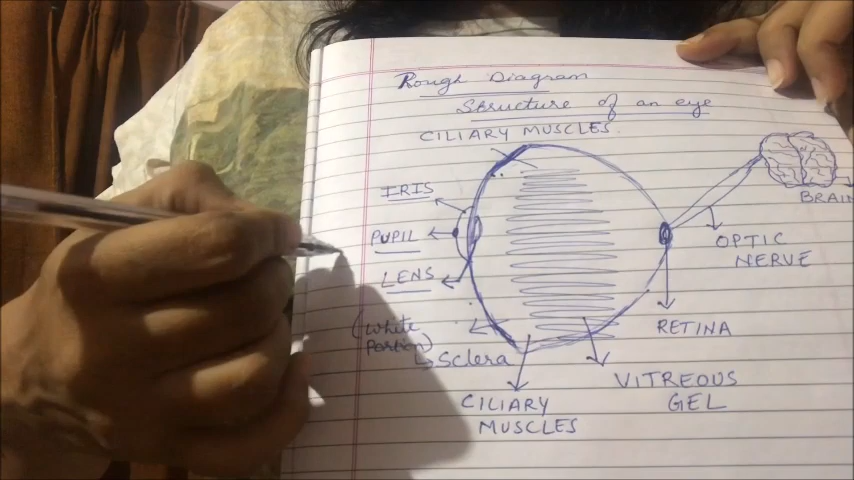 Rough Diagram
Structure of an eye
CILIARY MUSCLES.
IRIS
PUPIL
LENS
(White
Portion)
↳ Sclera
CILIARY
MUSCLES
VITREOUS
GEL
RETINA
OPTIC
NERVE
BRAIN